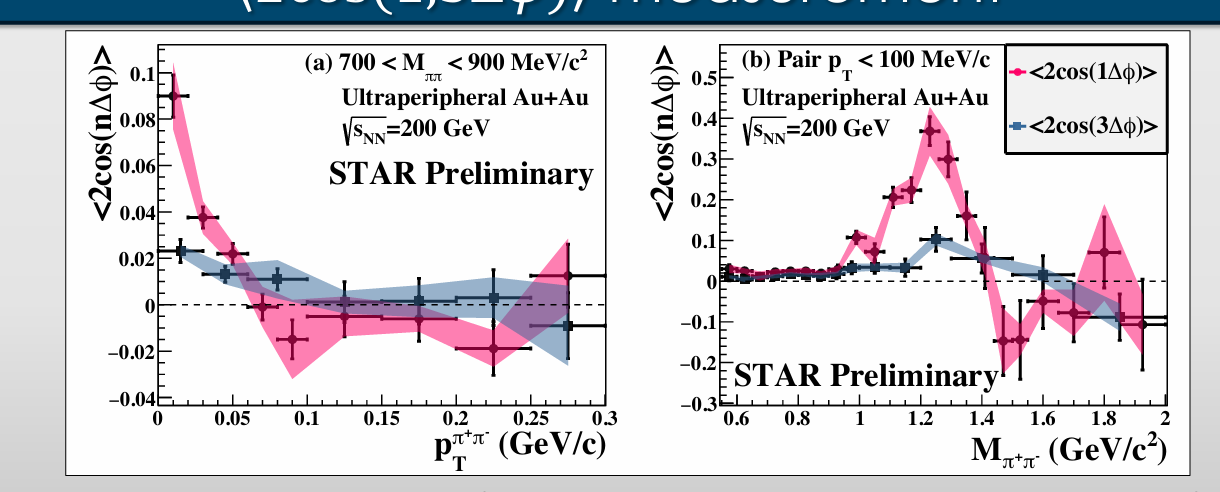 ⟨2cos(1,3Δφ)⟩ measurement
(a) 700 < Mππ < 900 MeV/c²
Ultraperipheral Au+Au
√sNN=200 GeV
STAR Preliminary
<2cos(nΔϕ)>
0.1
0.08
0.06
0.04
0.02
0
−0.02
−0.04
0 0.05 0.1 0.15 0.2 0.25 0.3
pTπ⁺π⁻ (GeV/c)
(b) Pair pT < 100 MeV/c
Ultraperipheral Au+Au
√sNN=200 GeV
<2cos(1Δϕ)>
<2cos(3Δϕ)>
STAR Preliminary
<2cos(nΔϕ)>
0.5
0.4
0.3
0.2
0.1
0
−0.1
−0.2
−0.3
0.6 0.8 1 1.2 1.4 1.6 1.8 2
Mπ⁺π⁻ (GeV/c²)